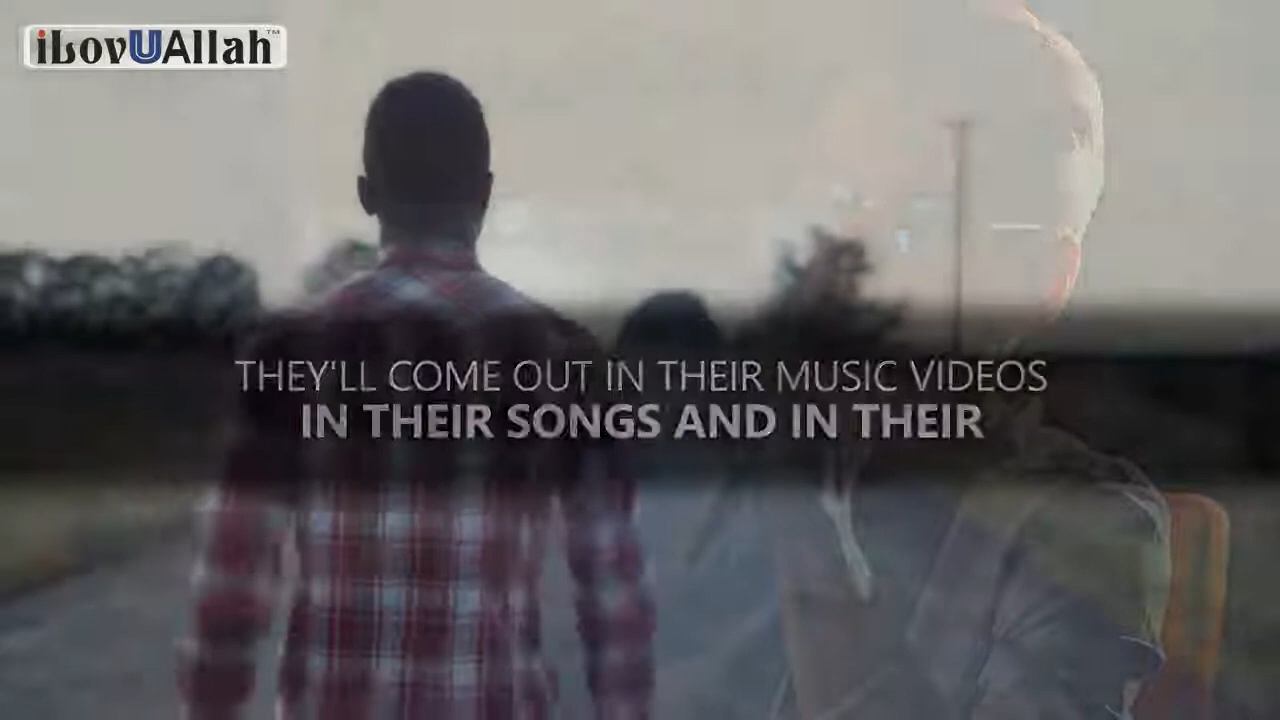 iLovUAllah™
THEY'LL COME OUT IN THEIR MUSIC VIDEOS
IN THEIR SONGS AND IN THEIR